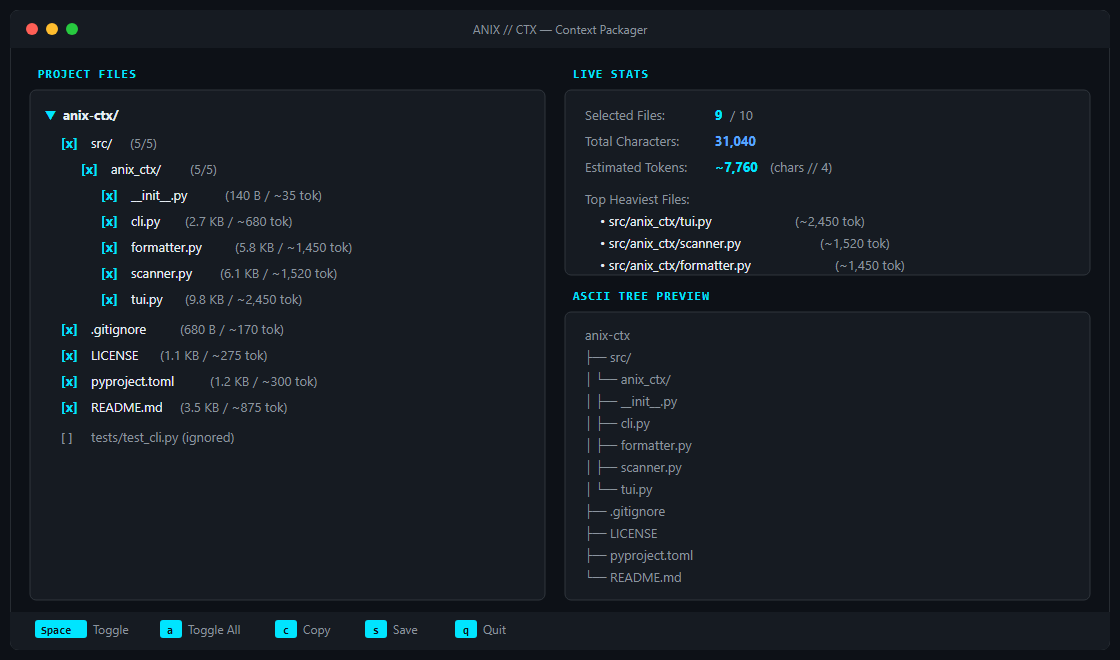 ANIX // CTX — Context Packager
PROJECT FILES
▼ anix-ctx/
[x] src/ (5/5)
[x] anix_ctx/ (5/5)
[x] __init__.py (140 B / ~35 tok)
[x] cli.py (2.7 KB / ~680 tok)
[x] formatter.py (5.8 KB / ~1,450 tok)
[x] scanner.py (6.1 KB / ~1,520 tok)
[x] tui.py (9.8 KB / ~2,450 tok)
[x] .gitignore (680 B / ~170 tok)
[x] LICENSE (1.1 KB / ~275 tok)
[x] pyproject.toml (1.2 KB / ~300 tok)
[x] README.md (3.5 KB / ~875 tok)
[ ] tests/test_cli.py (ignored)
LIVE STATS
Selected Files: 9 / 10
Total Characters: 31,040
Estimated Tokens: ~7,760 (chars // 4)
Top Heaviest Files:
• src/anix_ctx/tui.py (~2,450 tok)
• src/anix_ctx/scanner.py (~1,520 tok)
• src/anix_ctx/formatter.py (~1,450 tok)
ASCII TREE PREVIEW
anix-ctx
├── src/
│ └── anix_ctx/
│ ├── __init__.py
│ ├── cli.py
│ ├── formatter.py
│ ├── scanner.py
│ └── tui.py
├── .gitignore
├── LICENSE
├── pyproject.toml
└── README.md
Space Toggle a Toggle All c Copy s Save q Quit